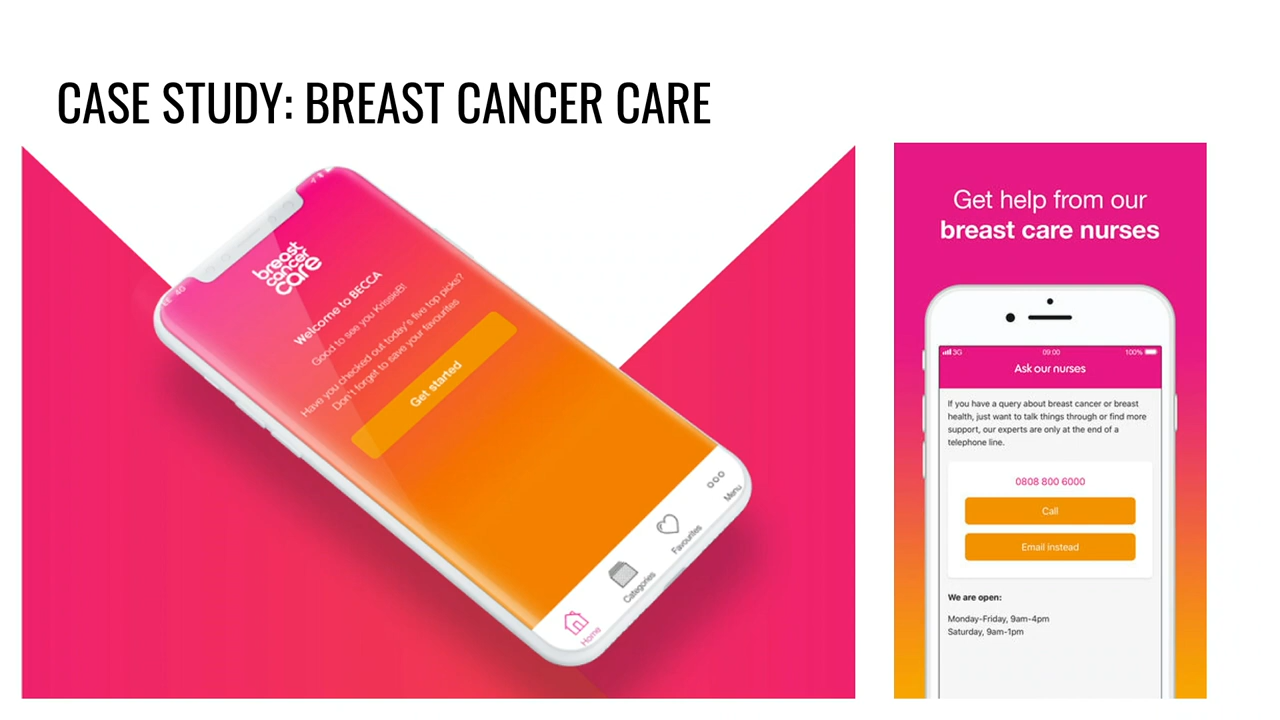 CASE STUDY: BREAST CANCER CARE
breast
cancer
care
Welcome to BECCA
Good to see you KrissieB!
Have you checked out today's five top picks?
Don't forget to save your favourites
Get started
Home
Categories
Favourites
Menu
Get help from our
breast care nurses
3G 09:00 100%
Ask our nurses
If you have a query about breast cancer or breast
health, just want to talk things through or find more
support, our experts are only at the end of a
telephone line.
0808 800 6000
Call
Email instead
We are open:
Monday-Friday, 9am-4pm
Saturday, 9am-1pm